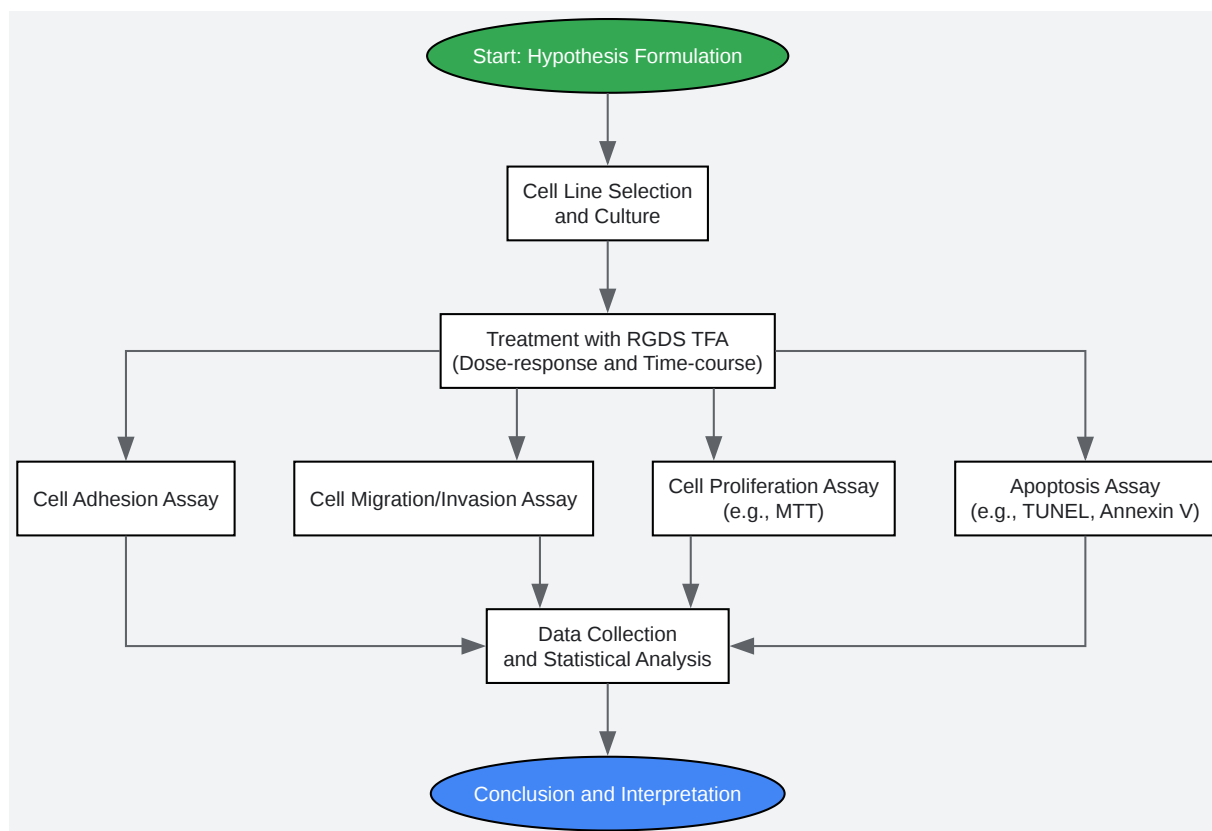 Start: Hypothesis Formulation
Cell Line Selection
and Culture
Treatment with RGDS TFA
(Dose-response and Time-course)
Cell Adhesion Assay
Cell Migration/Invasion Assay
Cell Proliferation Assay
(e.g., MTT)
Apoptosis Assay
(e.g., TUNEL, Annexin V)
Data Collection
and Statistical Analysis
Conclusion and Interpretation